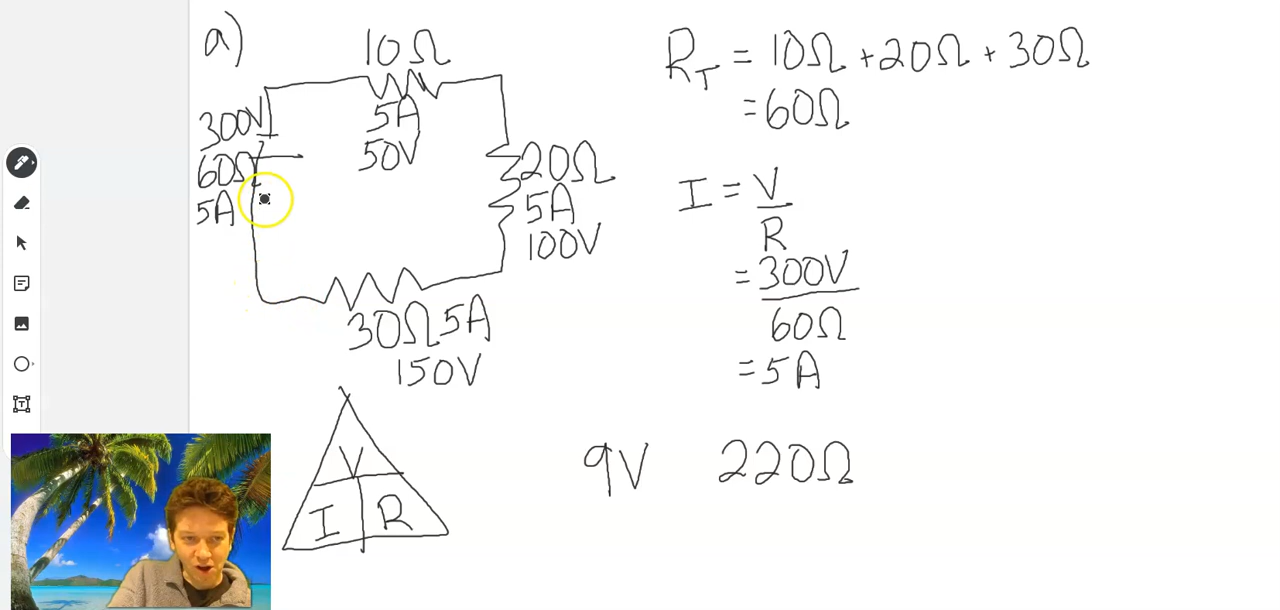 a)
10Ω
5A
50V
300V
60Ω
5A
20Ω
5A
100V
30Ω 5A
150V
R_T = 10Ω + 20Ω + 30Ω
= 60Ω
I = V/R
= 300V/60Ω
= 5A
V
I R
9V 220Ω
T